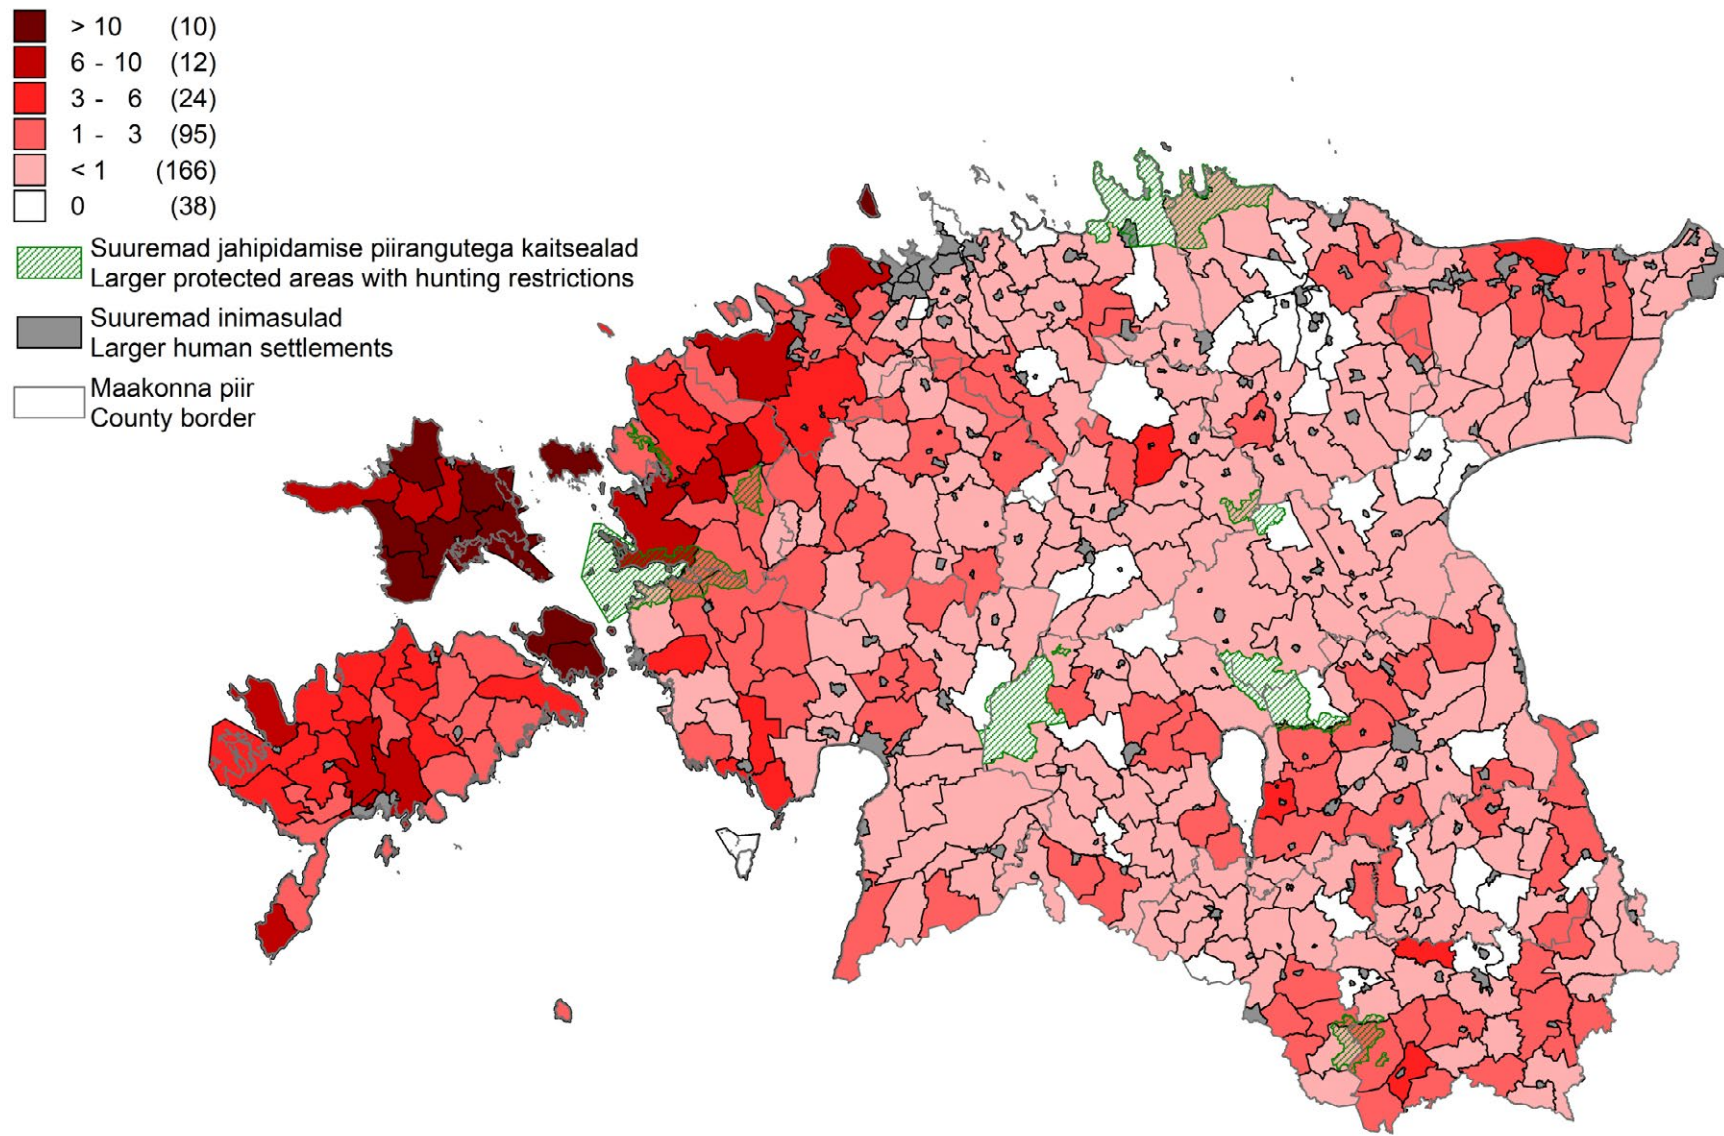 > 10 (10)
6 - 10 (12)
3 - 6 (24)
1 - 3 (95)
< 1 (166)
0 (38)
Suuremad jahipidamise piirangutega kaitsealad
Larger protected areas with hunting restrictions
Suuremad inimasulad
Larger human settlements
Maakonna piir
County border